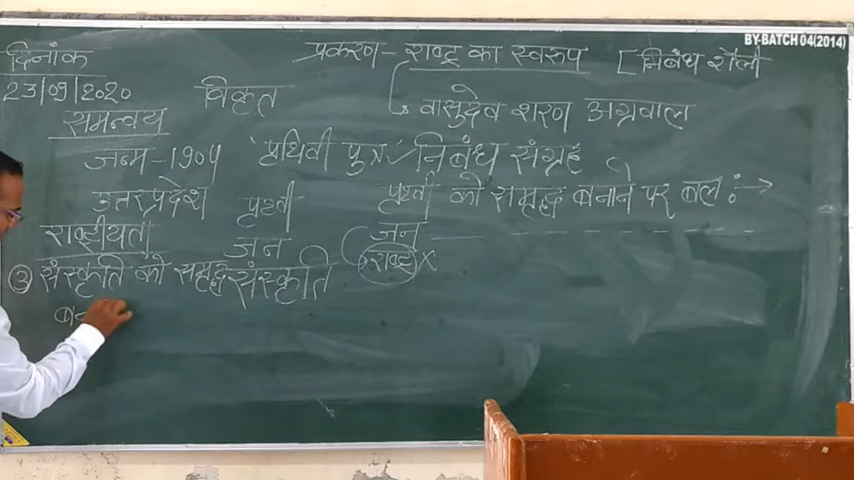 BY-BATCH 04(2014)
दिनांक
23/09/2020
प्रकरण- राष्ट्र का स्वरूप [निबंध शैली
वासुदेव शरण अग्रवाल
विकृत
समन्वय
जन्म-1904 'पृथिवी पुत्र' निबंध संग्रह
उत्तरप्रदेश पृथ्वी
पृथ्वी को समृद्ध बनाने पर बल:→
राष्ट्रीयता
जन
जन
③ संस्कृति को समृद्ध संस्कृति
राष्ट्र X